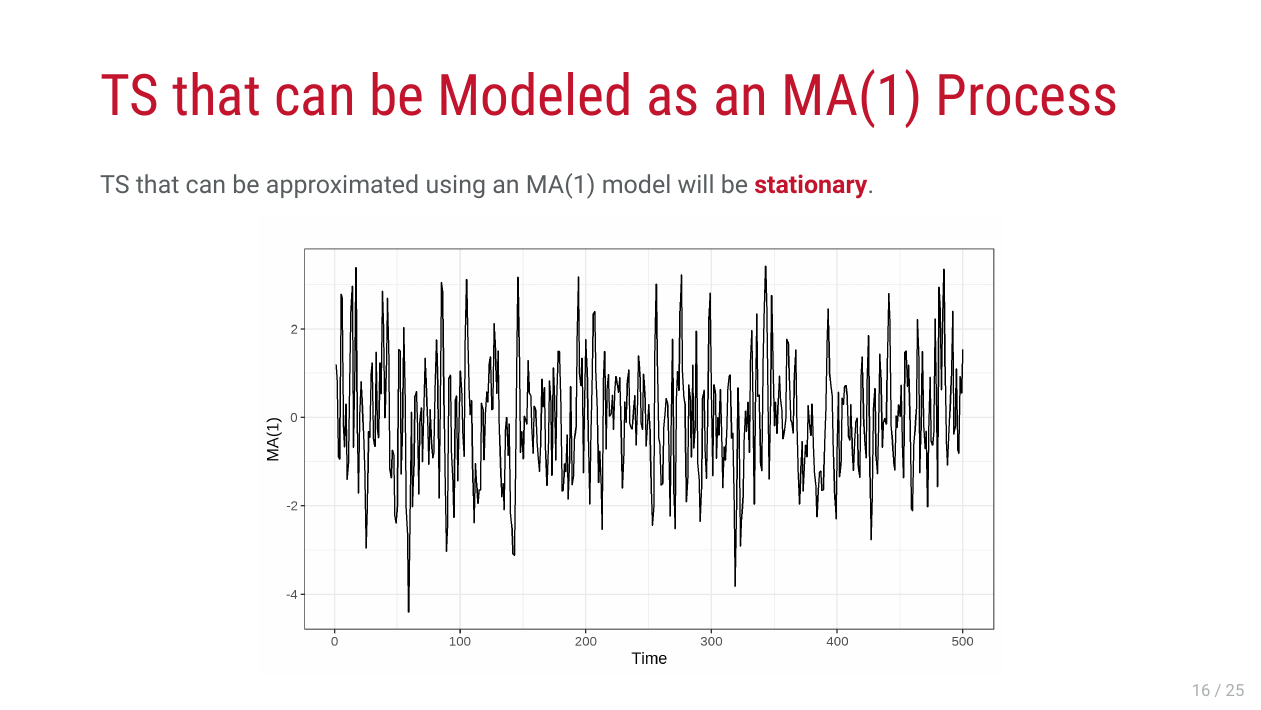 TS that can be Modeled as an MA(1) Process
TS that can be approximated using an MA(1) model will be stationary.
2
0
-2
-4
MA(1)
0 100 200 300 400 500
Time
16 / 25